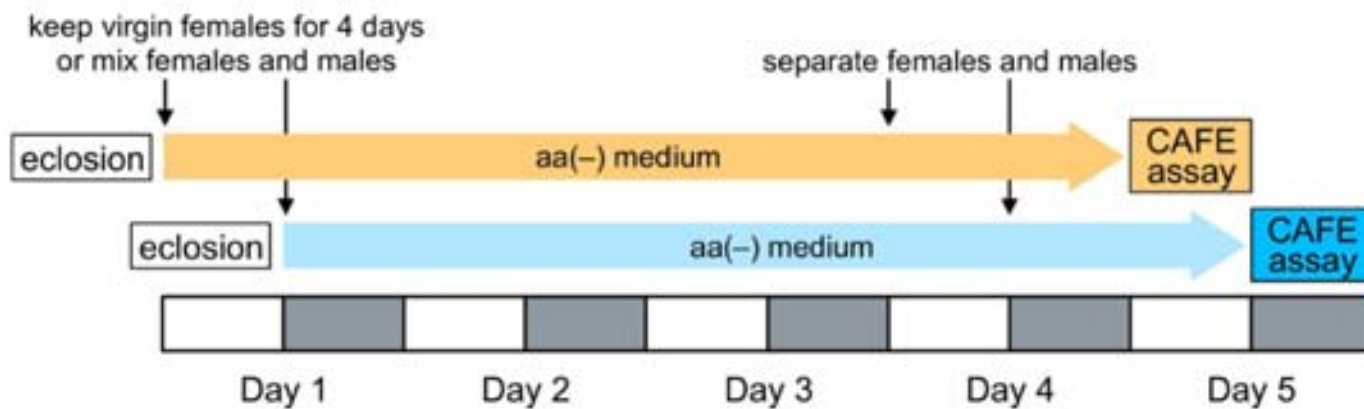 keep virgin females for 4 days
or mix females and males
separate females and males
eclosion
aa(–) medium
CAFE
assay
eclosion
aa(–) medium
CAFE
assay
Day 1
Day 2
Day 3
Day 4
Day 5